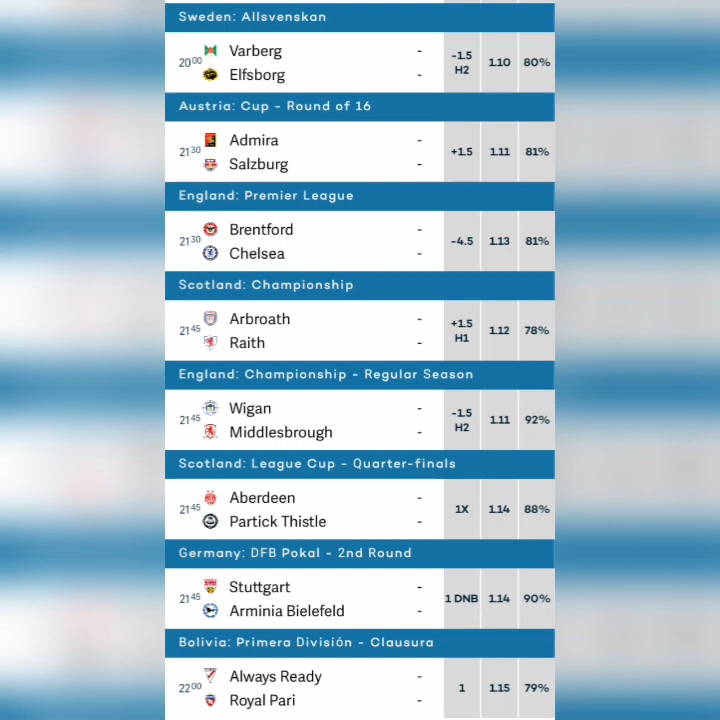 Sweden: Allsvenskan
20 00 Varberg - -1.5 H2 1.10 80%
Elfsborg -
Austria: Cup - Round of 16
21 30 Admira - +1.5 1.11 81%
Salzburg -
England: Premier League
21 30 Brentford - -4.5 1.13 81%
Chelsea -
Scotland: Championship
21 45 Arbroath - +1.5 H1 1.12 78%
Raith -
England: Championship - Regular Season
21 45 Wigan - -1.5 H2 1.11 92%
Middlesbrough -
Scotland: League Cup - Quarter-finals
21 45 Aberdeen - 1X 1.14 88%
Partick Thistle -
Germany: DFB Pokal - 2nd Round
21 45 Stuttgart - 1 DNB 1.14 90%
Arminia Bielefeld -
Bolivia: Primera División - Clausura
22 00 Always Ready - 1 1.15 79%
Royal Pari -